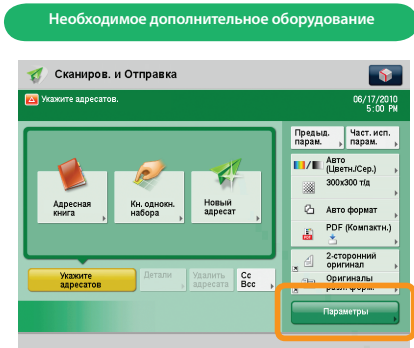 Необходимое дополнительное оборудование
Сканиров. и Отправка
Укажите адресатов.
06/17/2010
5:00 PM
Предыд.
парам.
Част. исп.
парам.
Адресная
книга
Кн. однокн.
набора
Новый
адресат
Авто
(Цветн./Сер.)
300x300 т/д
Авто формат
PDF (Компактн.)
2-сторонний
оригинал
Оригиналы
разл. форм.
Укажите
адресатов
Детали
Удалить
адресата
Cc
Bcc
Параметры